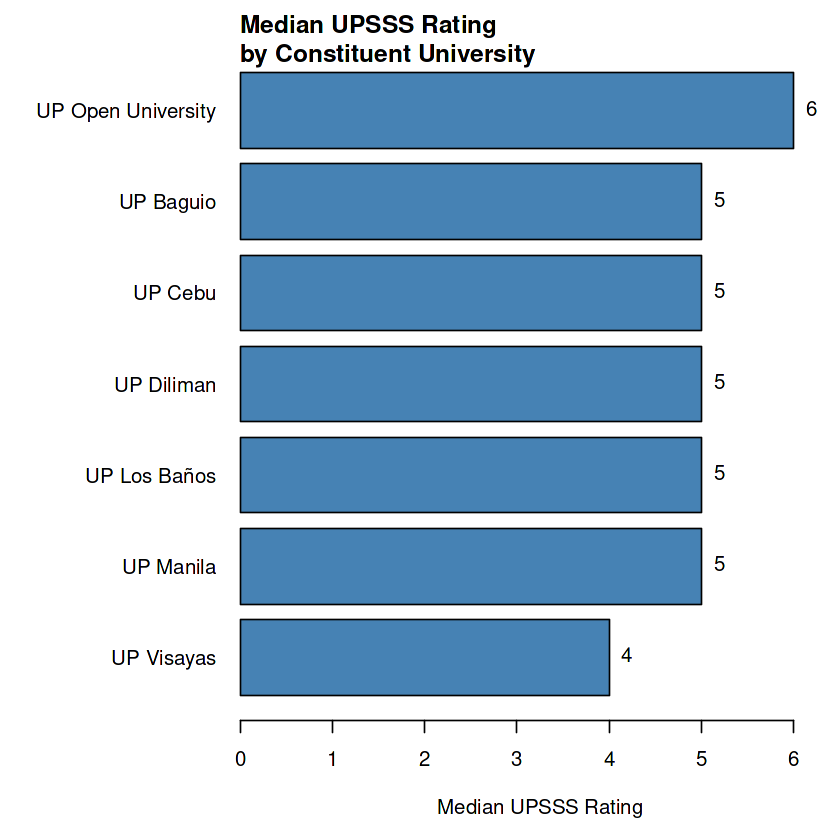 Median UPSSS Rating
by Constituent University
UP Open University 6
UP Baguio 5
UP Cebu 5
UP Diliman 5
UP Los Baños 5
UP Manila 5
UP Visayas 4
0 1 2 3 4 5 6
Median UPSSS Rating